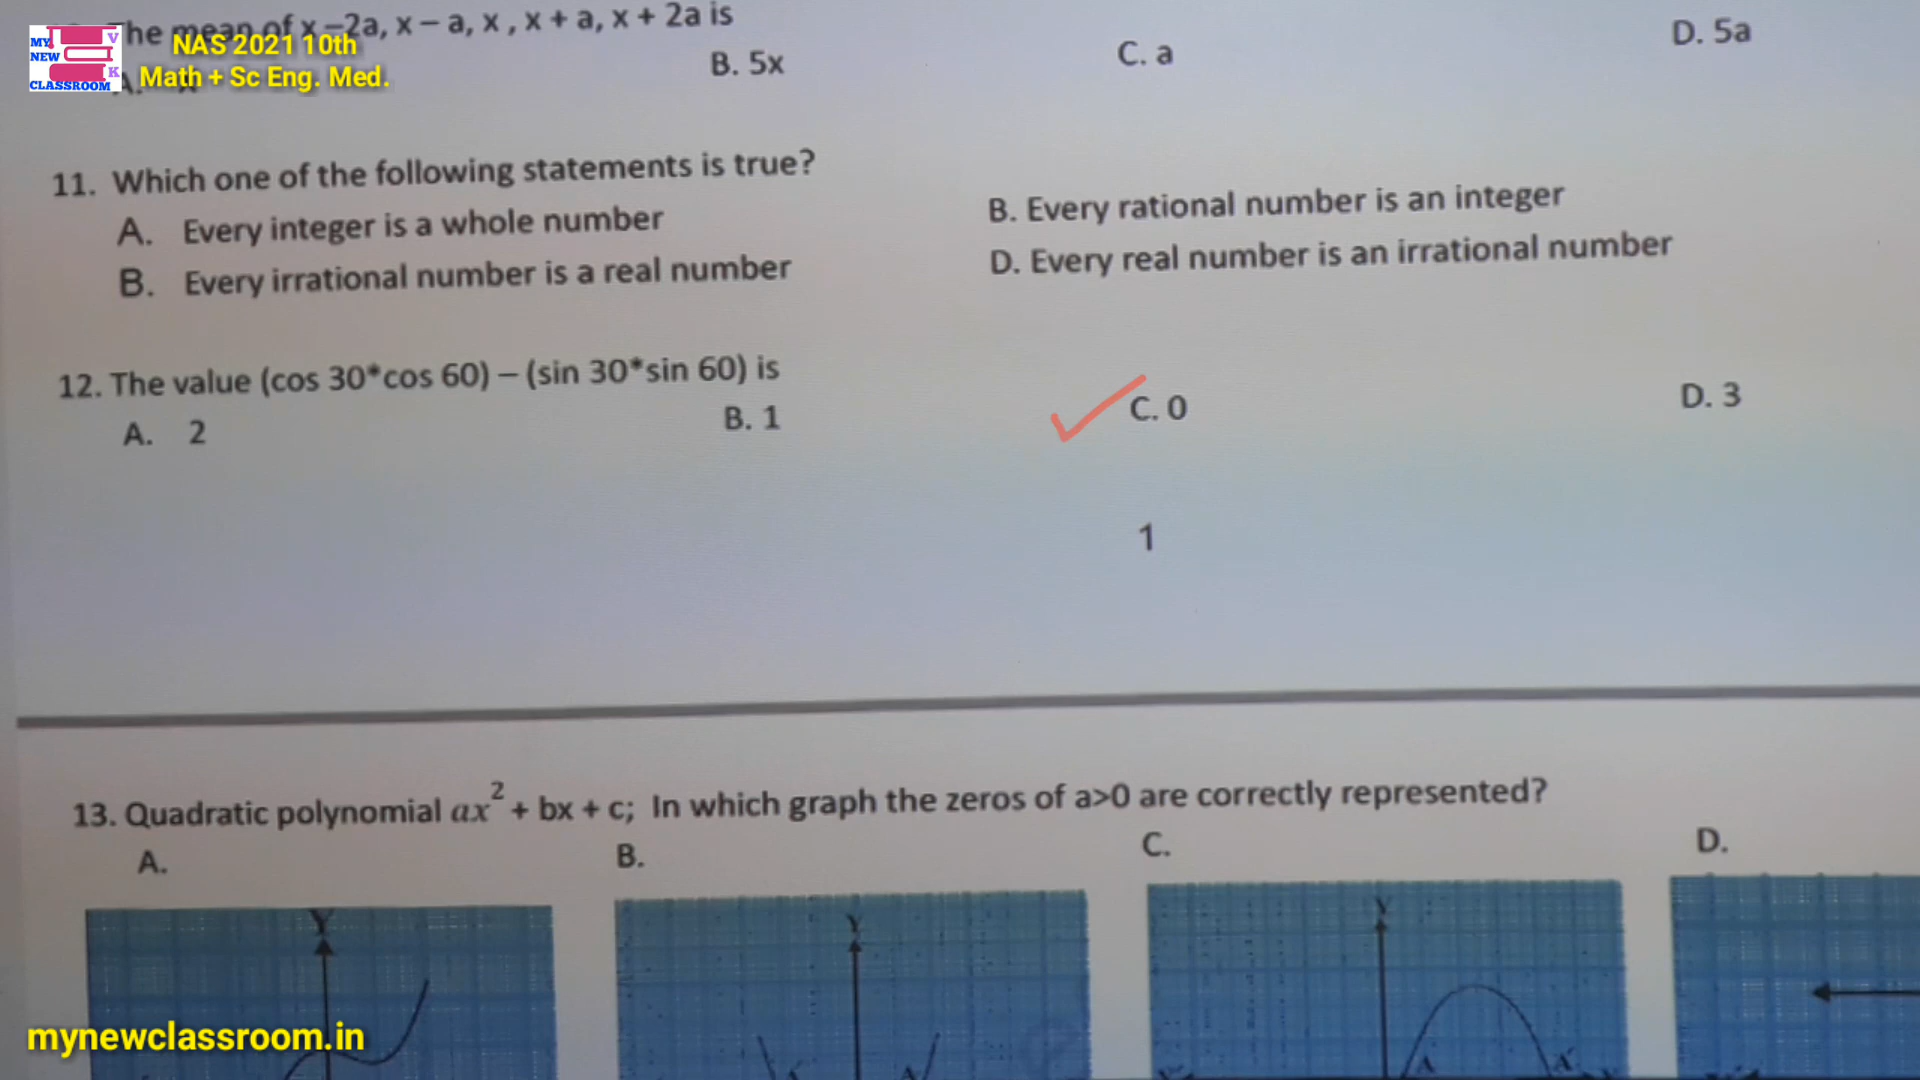 The mean of x – 2a, x – a, x , x + a, x + 2a is
MY NEW CLASSROOM V K
NAS 2021 10th
Math + Sc Eng. Med.
A. x
B. 5x
C. a
D. 5a
11. Which one of the following statements is true?
A. Every integer is a whole number
B. Every rational number is an integer
B. Every irrational number is a real number
D. Every real number is an irrational number
12. The value (cos 30*cos 60) – (sin 30*sin 60) is
A. 2
B. 1
C. 0
D. 3
1
13. Quadratic polynomial ax² + bx + c; In which graph the zeros of a>0 are correctly represented?
A.
B.
C.
D.
Y
Y
Y
A
A
A'
mynewclassroom.in